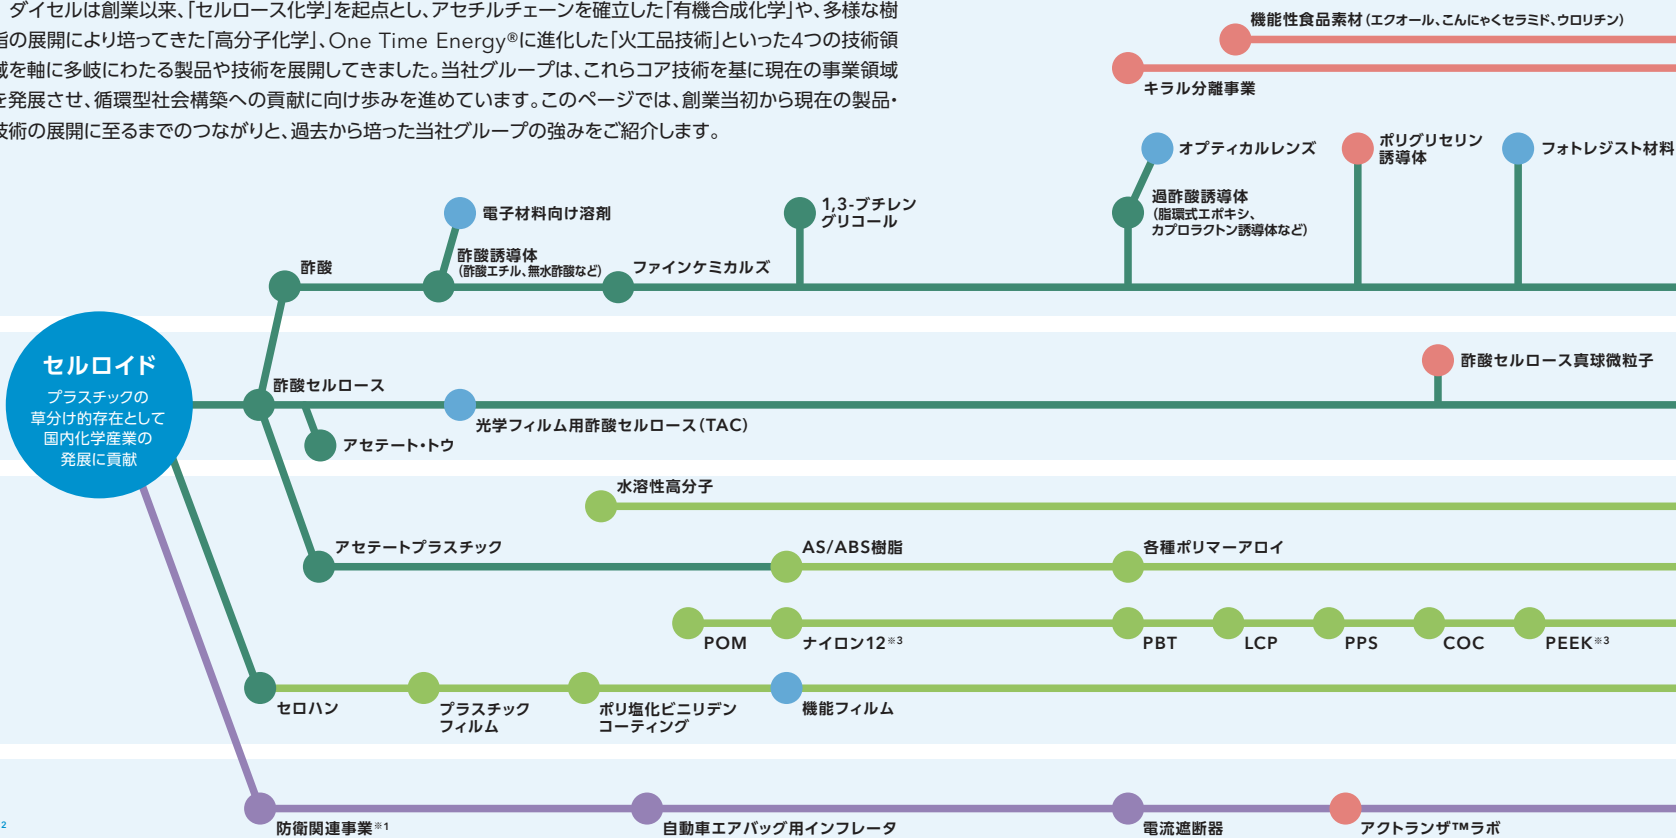 ダイセルは創業以来、「セルロース化学」を起点とし、アセチルチェーンを確立した「有機合成化学」や、多様な樹
の展開により培ってきた「高分子化学」、One Time Energy®に進化した「火工品技術」といった4つの技術領
を軸に多岐にわたる製品や技術を展開してきました。当社グループは、これらコア技術を基に現在の事業領域
を発展させ、循環型社会構築への貢献に向け歩みを進めています。このページでは、創業当初から現在の製品・
技術の展開に至るまでのつながりと、過去から培った当社グループの強みをご紹介します。
機能性食品素材（エクオール、こんにゃくセラミド、ウロリチン）
キラル分離事業
オプティカルレンズ
ポリグリセリン
誘導体
フォトレジスト材料
過酢酸誘導体
（脂環式エポキシ、
カプロラクトン誘導体など）
電子材料向け溶剤
1,3-ブチレン
グリコール
酢酸
酢酸誘導体
（酢酸エチル、無水酢酸など）
ファインケミカルズ
セルロイド
プラスチックの
草分け的存在として
国内化学産業の
発展に貢献
酢酸セルロース
酢酸セルロース真球微粒子
光学フィルム用酢酸セルロース（TAC）
アセテート・トウ
水溶性高分子
アセテートプラスチック
AS/ABS樹脂
各種ポリマーアロイ
POM
ナイロン12※3
PBT
LCP
PPS
COC
PEEK※3
セロハン
プラスチック
フィルム
ポリ塩化ビニリデン
コーティング
機能フィルム
防衛関連事業※1
自動車エアバッグ用インフレータ
電流遮断器
アクトランザ™ラボ
2